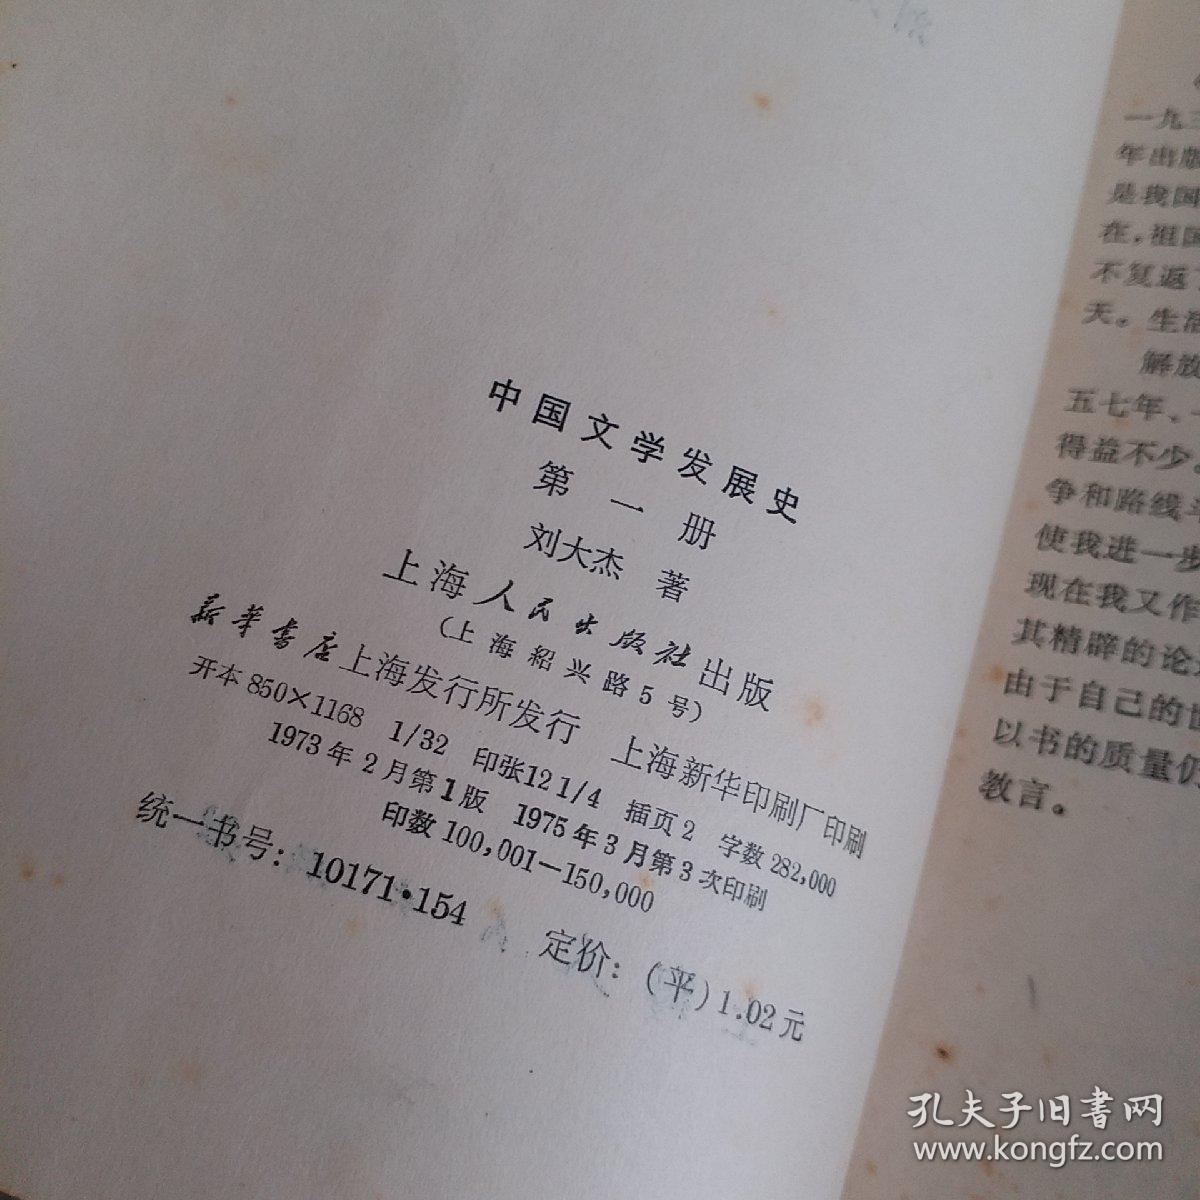 中国文学发展史
第一册
刘大杰 著
上海人民出版社出版
(上海紹兴路5号)
新华书店上海发行所发行 上海新华印刷厂印刷
开本 850×1168 1/32 印张12 1/4 插页2 字数 282,000
1973年2月第1版 1975年3月第3次印刷
印数 100,001—150,000
统一书号：10171·154 定价：(平) 1.02元
一九三
年出版
是我国
在，祖国
不复返
天。生活
解放
五七年、
得益不少。
争和路线
使我进一步
现在我又作
其精辟的论
由于自己的世
以书的质量仍
教言。
孔夫子旧书网
www.kongfz.com